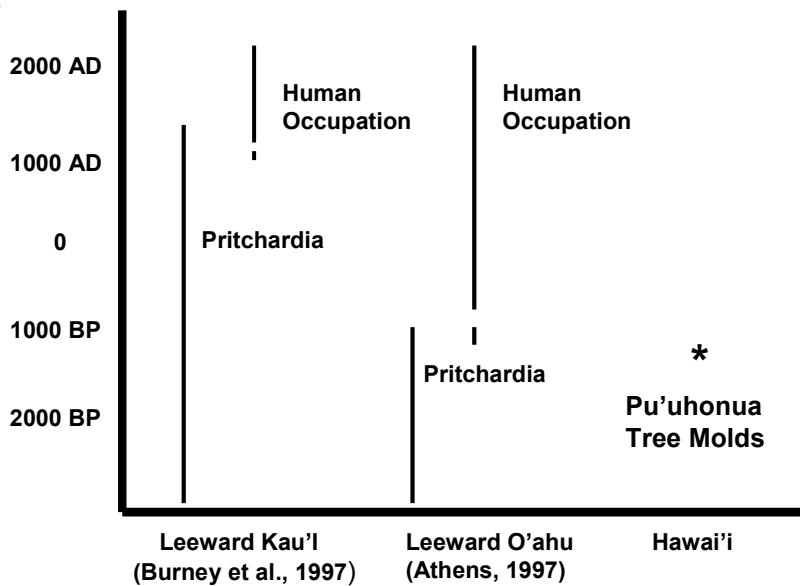 2000 AD
1000 AD
0
1000 BP
2000 BP
Human
Occupation
Pritchardia
Human
Occupation
Pritchardia
*
Pu’uhonua
Tree Molds
Leeward Kau’I
(Burney et al., 1997)
Leeward O’ahu
(Athens, 1997)
Hawai’i